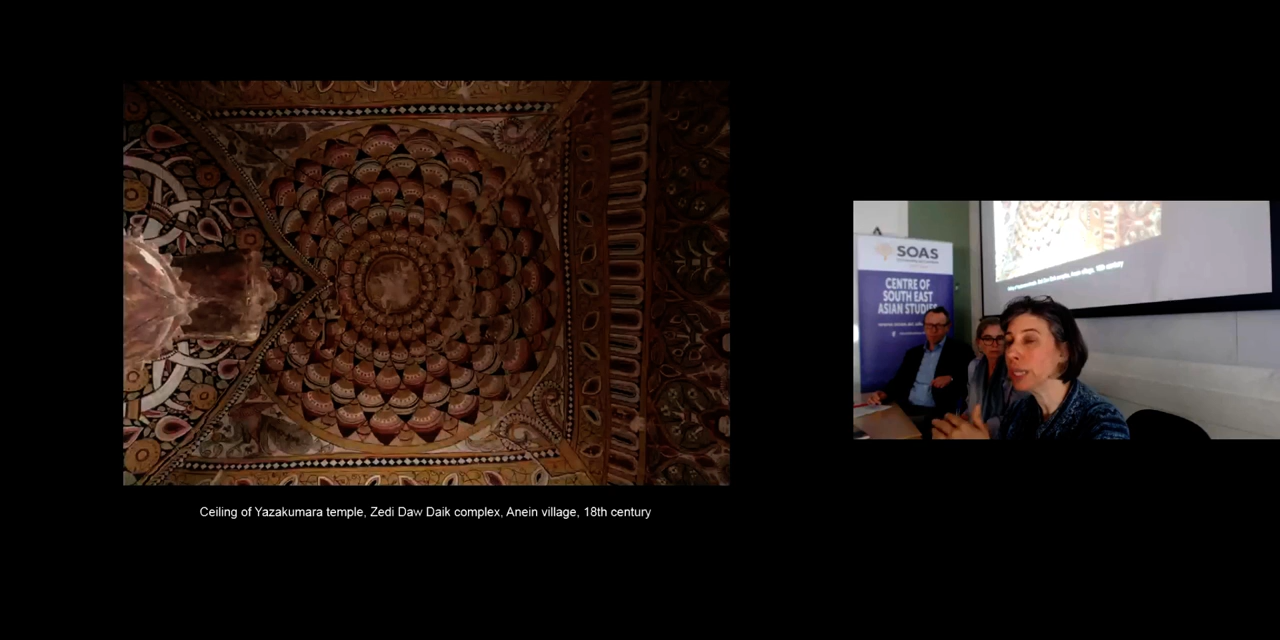 Ceiling of Yazakumara temple, Zedi Daw Daik complex, Anein village, 18th century
SOAS
CENTRE OF
SOUTH EAST
ASIAN STUDIES